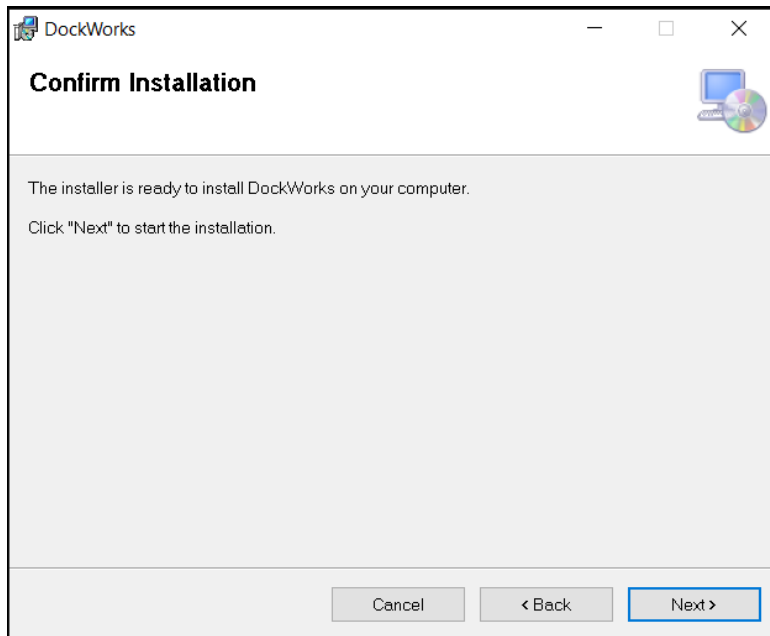 DockWorks
Confirm Installation
The installer is ready to install DockWorks on your computer.
Click "Next" to start the installation.
Cancel
< Back
Next >